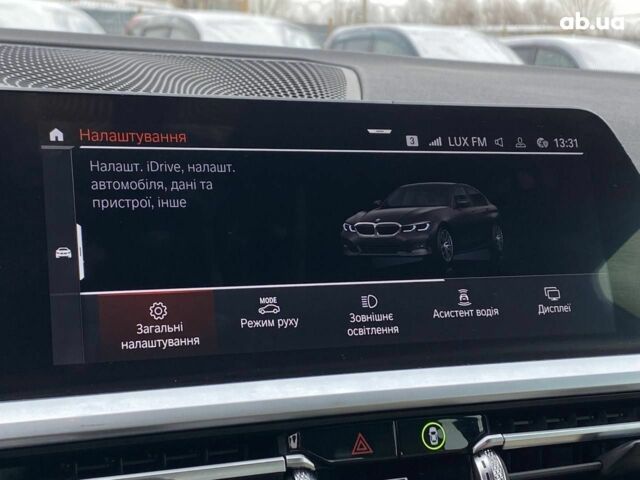 ab.ua
Налаштування
3 LUX FM 13:31
Налашт. iDrive, налашт.
автомобіля, дані та
пристрої, інше
Загальні
налаштування
MODE
Режим руху
Зовнішнє
освітлення
Асистент водія
Дисплеї